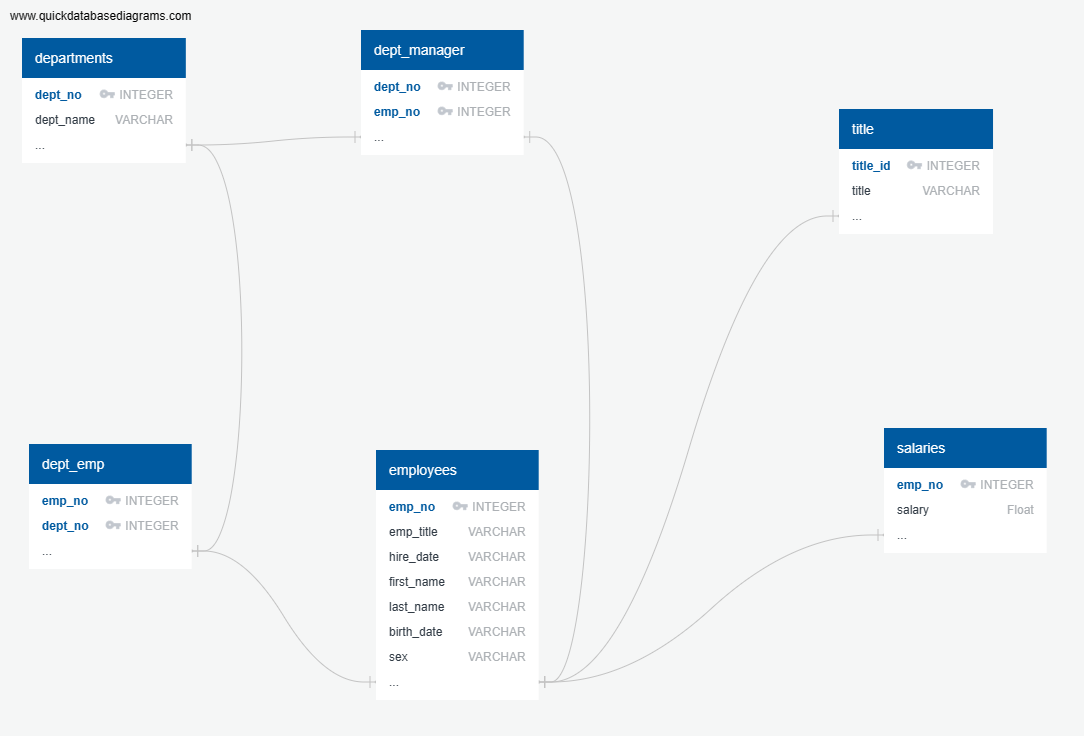 www.quickdatabasediagrams.com
departments
dept_no INTEGER
dept_name VARCHAR
...
dept_manager
dept_no INTEGER
emp_no INTEGER
...
title
title_id INTEGER
title VARCHAR
...
dept_emp
emp_no INTEGER
dept_no INTEGER
...
employees
emp_no INTEGER
emp_title VARCHAR
hire_date VARCHAR
first_name VARCHAR
last_name VARCHAR
birth_date VARCHAR
sex VARCHAR
...
salaries
emp_no INTEGER
salary Float
...